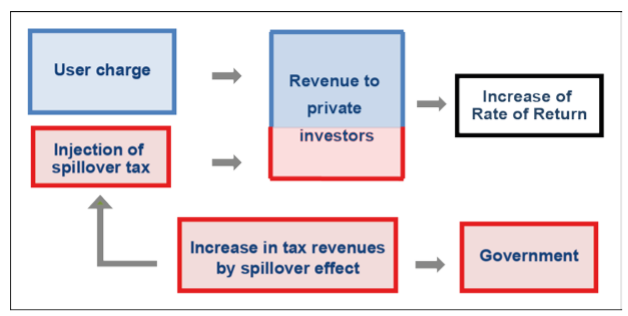 User charge
Injection of
spillover tax
Revenue to
private
investors
Increase of
Rate of Return
Increase in tax revenues
by spillover effect
Government